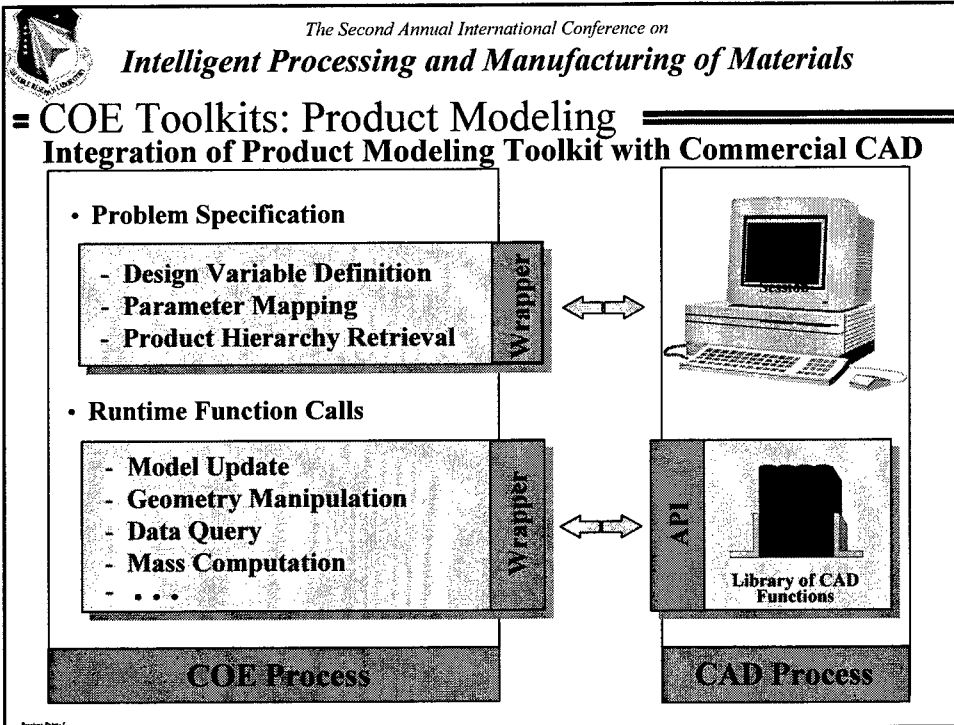 The Second Annual International Conference on
Intelligent Processing and Manufacturing of Materials
COE Toolkits: Product Modeling
Integration of Product Modeling Toolkit with Commercial CAD
• Problem Specification
- Design Variable Definition
- Parameter Mapping
- Product Hierarchy Retrieval
Wrapper
Session
• Runtime Function Calls
- Model Update
- Geometry Manipulation
- Data Query
- Mass Computation
- . . .
Wrapper
API
Library of CAD
Functions
COE Process
CAD Process